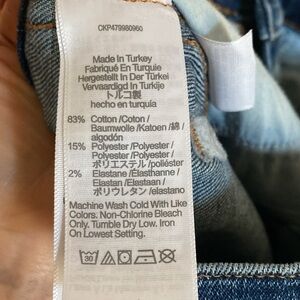 CKP479980960
Made In Turkey
Fabriqué En Turquie
Hergestellt In Der Türkei
Vervaardigd In Turkije
トルコ製
hecho en turquía
83% Cotton /Coton/
Baumwolle /Katoen /綿 /
algodón
15% Polyester /Polyester /
Polyester /Polyester /
ポリエステル /poliéster
2% Elastane /Elasthanne /
Elastan /Elastaan /
ポリウレタン /elastano
Machine Wash Cold With Like
Colors. Non-Chlorine Bleach
Only. Tumble Dry Low. Iron
On Lowest Setting.
30